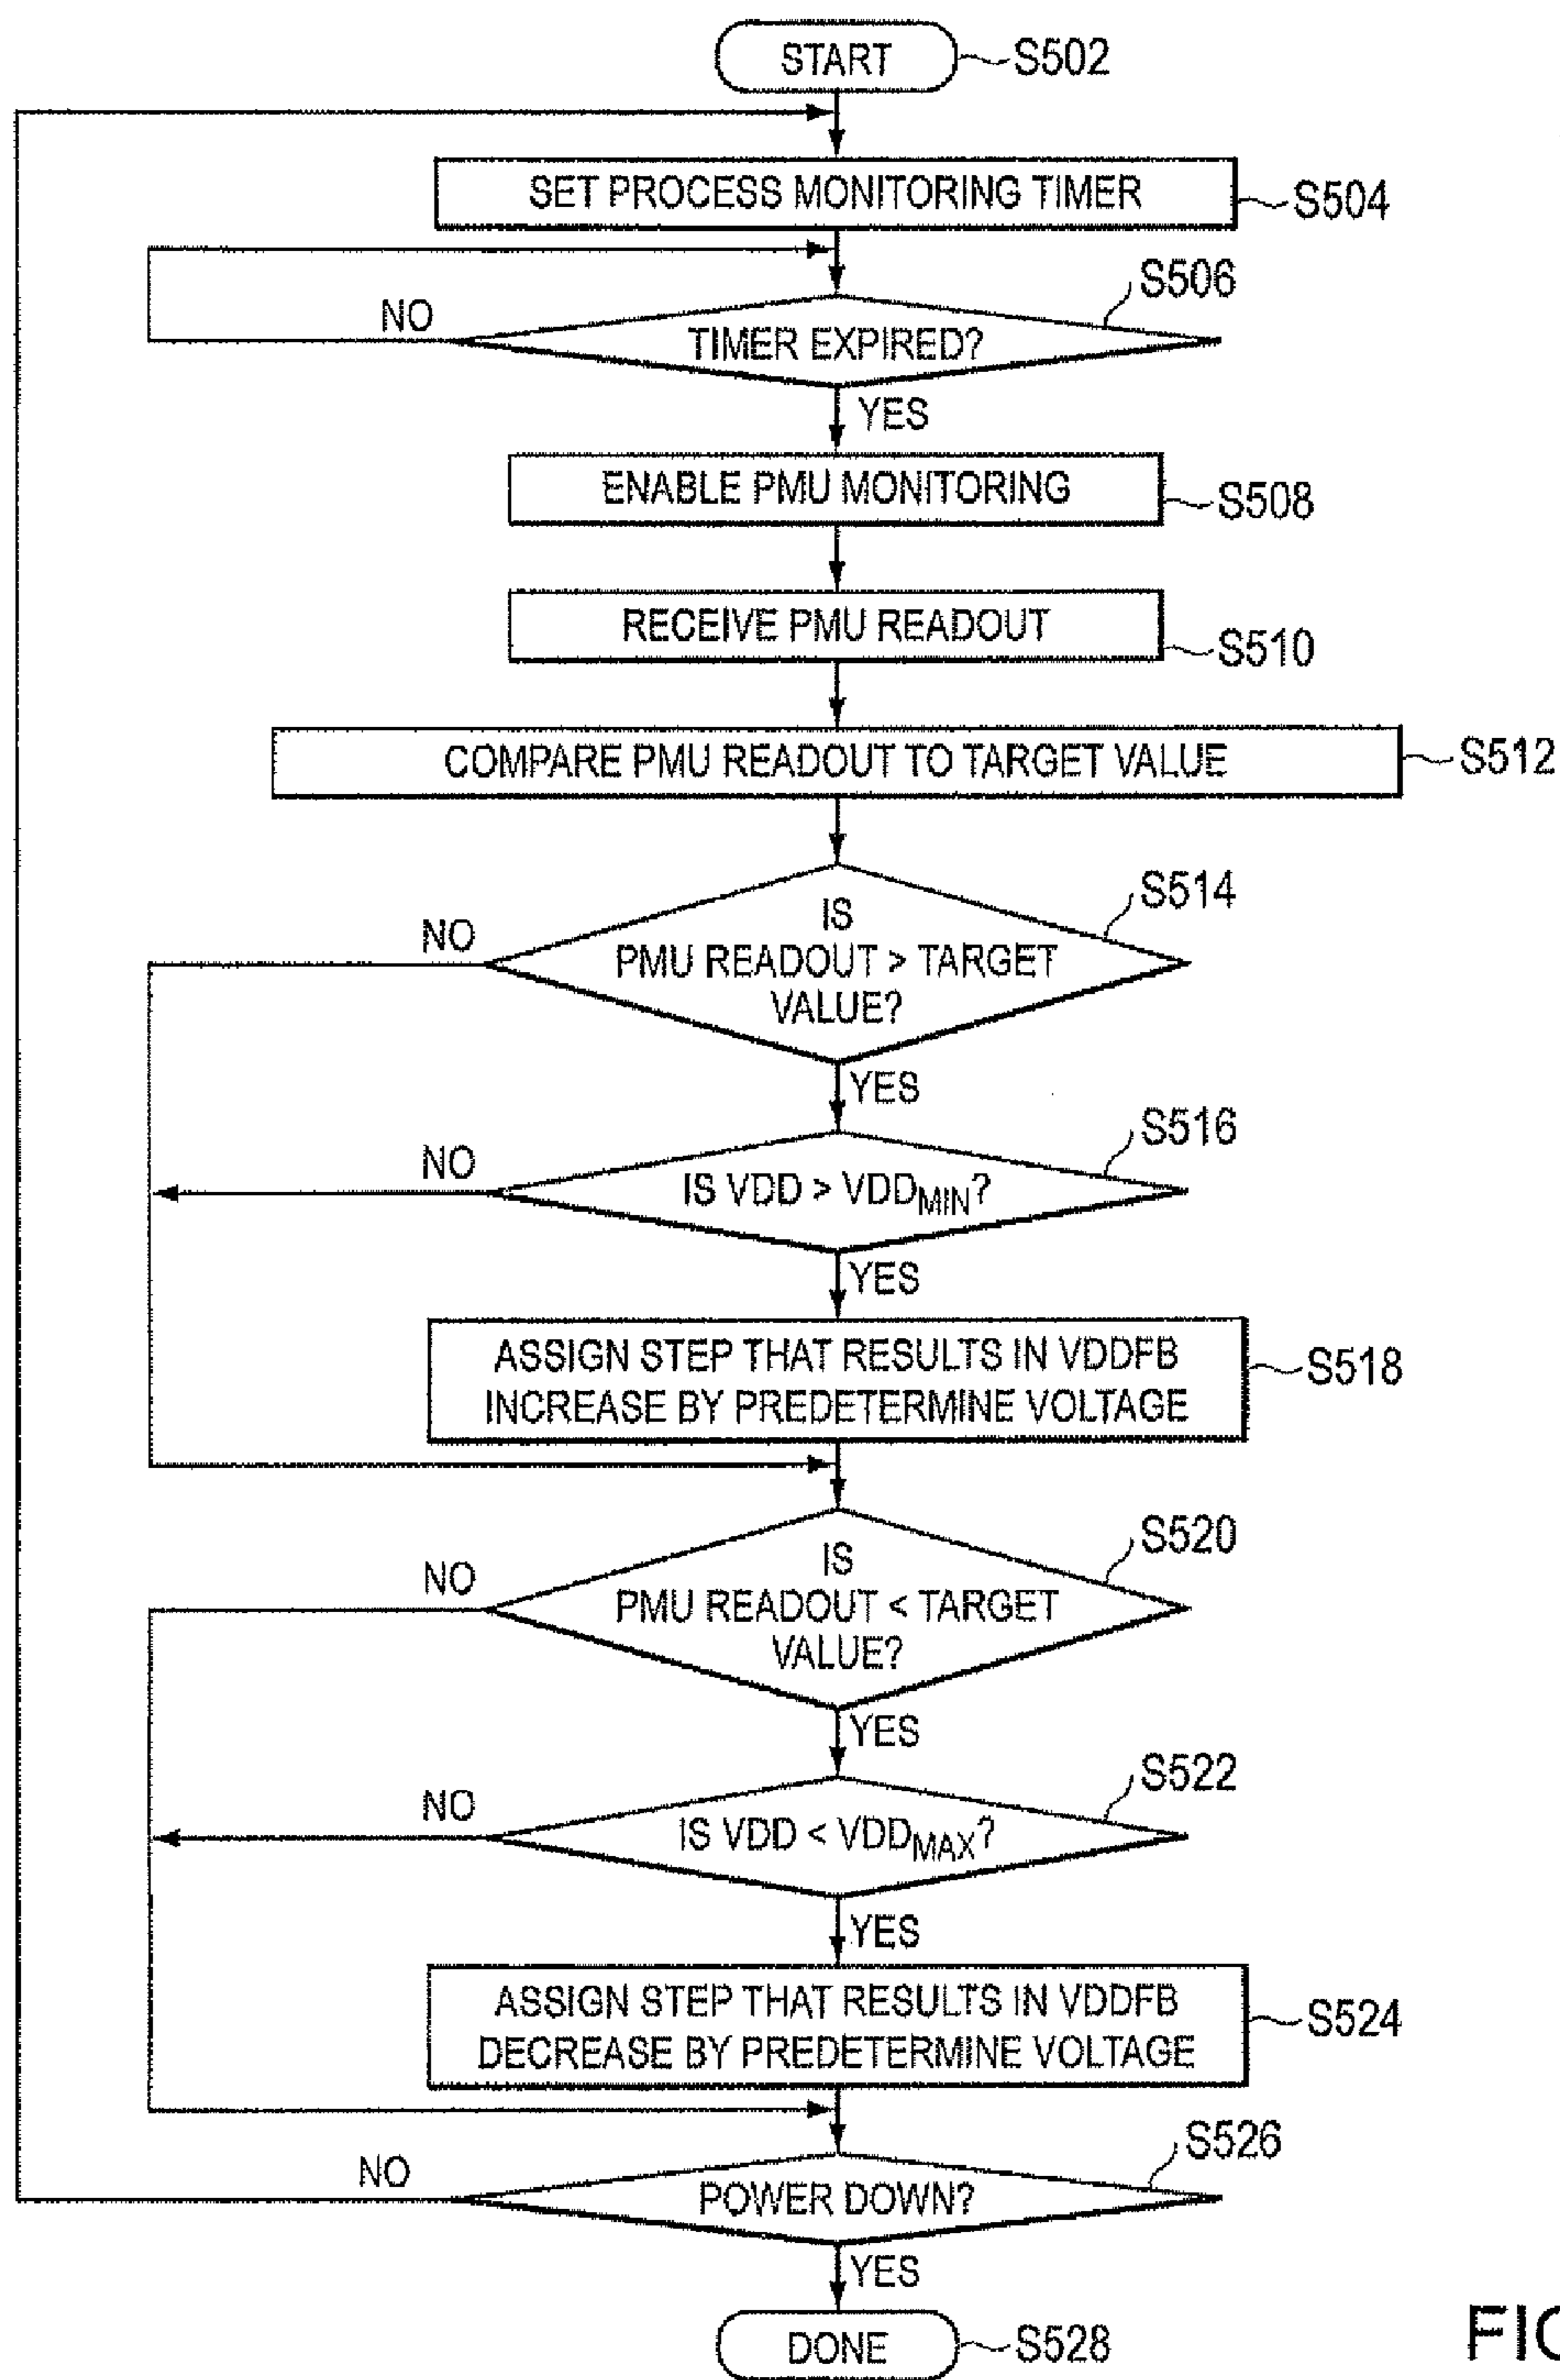 START
S502
SET PROCESS MONITORING TIMER
S504
S506
NO
TIMER EXPIRED?
YES
ENABLE PMU MONITORING
S508
RECEIVE PMU READOUT
S510
COMPARE PMU READOUT TO TARGET VALUE
S512
S514
NO
IS
PMU READOUT > TARGET
VALUE?
YES
S516
NO
IS VDD > VDDMIN?
YES
ASSIGN STEP THAT RESULTS IN VDDFB
INCREASE BY PREDETERMINE VOLTAGE
S518
S520
NO
IS
PMU READOUT < TARGET
VALUE?
YES
S522
NO
IS VDD < VDDMAX?
YES
ASSIGN STEP THAT RESULTS IN VDDFB
DECREASE BY PREDETERMINE VOLTAGE
S524
S526
NO
POWER DOWN?
YES
DONE
S528